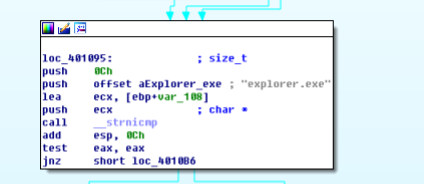 loc_401095: ; size_t
push 0Ch
push offset aExplorer_exe ; "explorer.exe"
lea ecx, [ebp+var_108]
push ecx ; char *
call __strnicmp
add esp, 0Ch
test eax, eax
jnz short loc_4010B6